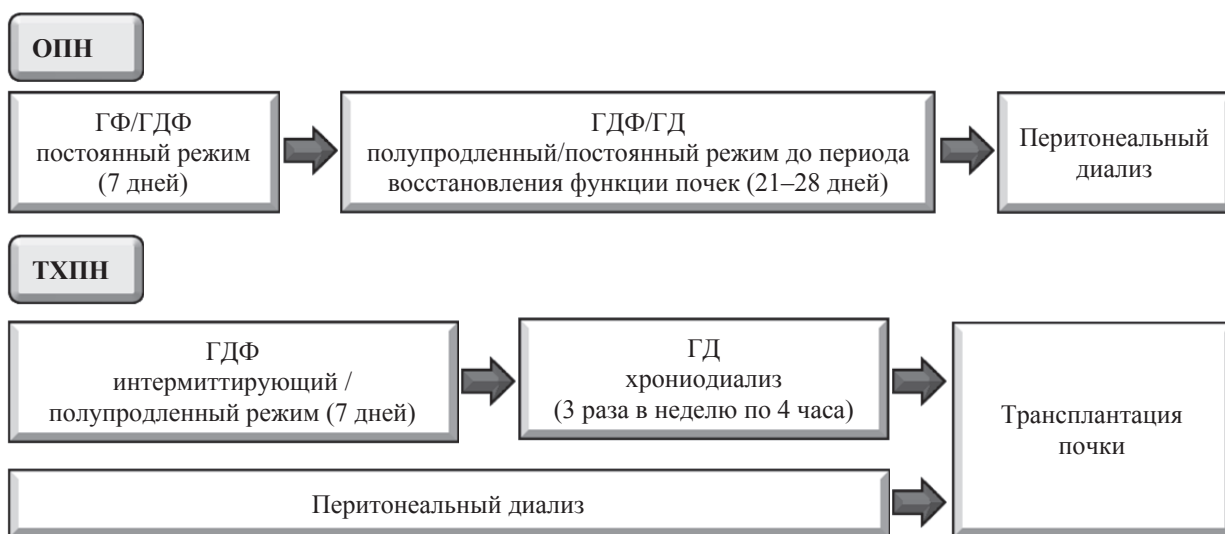 ОПН
ГФ/ГДФ
постоянный режим
(7 дней)
ГДФ/ГД
полупродленный/постоянный режим до периода
восстановления функции почек (21–28 дней)
Перитонеальный
диализ
ТХПН
ГДФ
интермиттирующий /
полупродленный режим (7 дней)
ГД
хрониодиализ
(3 раза в неделю по 4 часа)
Трансплантация
почки
Перитонеальный диализ